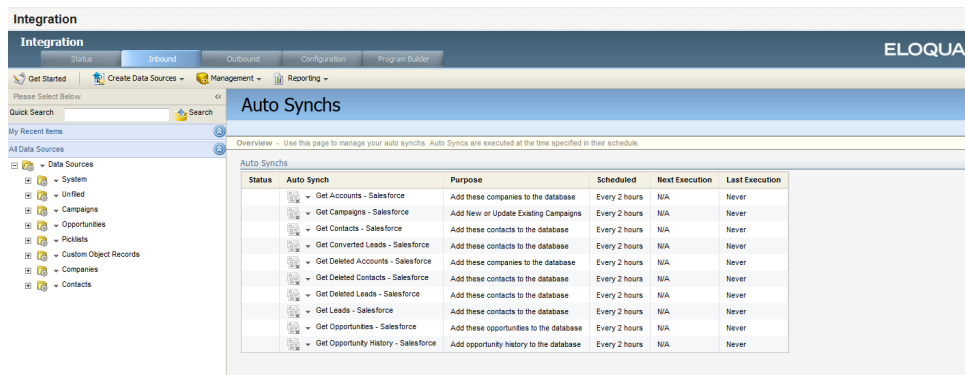 Integration
Integration
ELOQUA
Status Inbound Outbound Configuration Program Builder
Get Started Create Data Sources Management Reporting
Please Select Below <<
Quick Search Search
My Recent Items
All Data Sources
Data Sources
System
Unfiled
Campaigns
Opportunities
Picklists
Custom Object Records
Companies
Contacts
Auto Synchs
Overview - Use this page to manage your auto synchs. Auto Syncs are executed at the time specified in their schedule.
Auto Synchs
Status Auto Synch Purpose Scheduled Next Execution Last Execution
Get Accounts - Salesforce Add these companies to the database Every 2 hours N/A Never
Get Campaigns - Salesforce Add New or Update Existing Campaigns Every 2 hours N/A Never
Get Contacts - Salesforce Add these contacts to the database Every 2 hours N/A Never
Get Converted Leads - Salesforce Add these contacts to the database Every 2 hours N/A Never
Get Deleted Accounts - Salesforce Add these companies to the database Every 2 hours N/A Never
Get Deleted Contacts - Salesforce Add these contacts to the database Every 2 hours N/A Never
Get Deleted Leads - Salesforce Add these contacts to the database Every 2 hours N/A Never
Get Leads - Salesforce Add these contacts to the database Every 2 hours N/A Never
Get Opportunities - Salesforce Add these opportunities to the database Every 2 hours N/A Never
Get Opportunity History - Salesforce Add opportunity history to the database Every 2 hours N/A Never